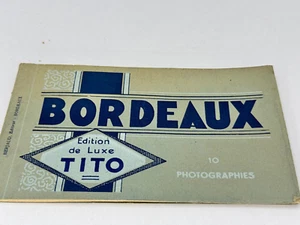 BORDEAUX
Edition
de Luxe
TITO
10
PHOTOGRAPHIES